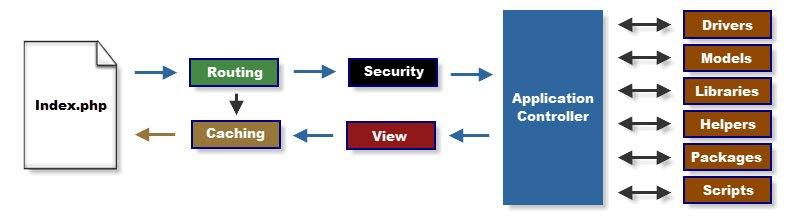 Index.php
Routing
Security
Caching
View
Application
Controller
Drivers
Models
Libraries
Helpers
Packages
Scripts